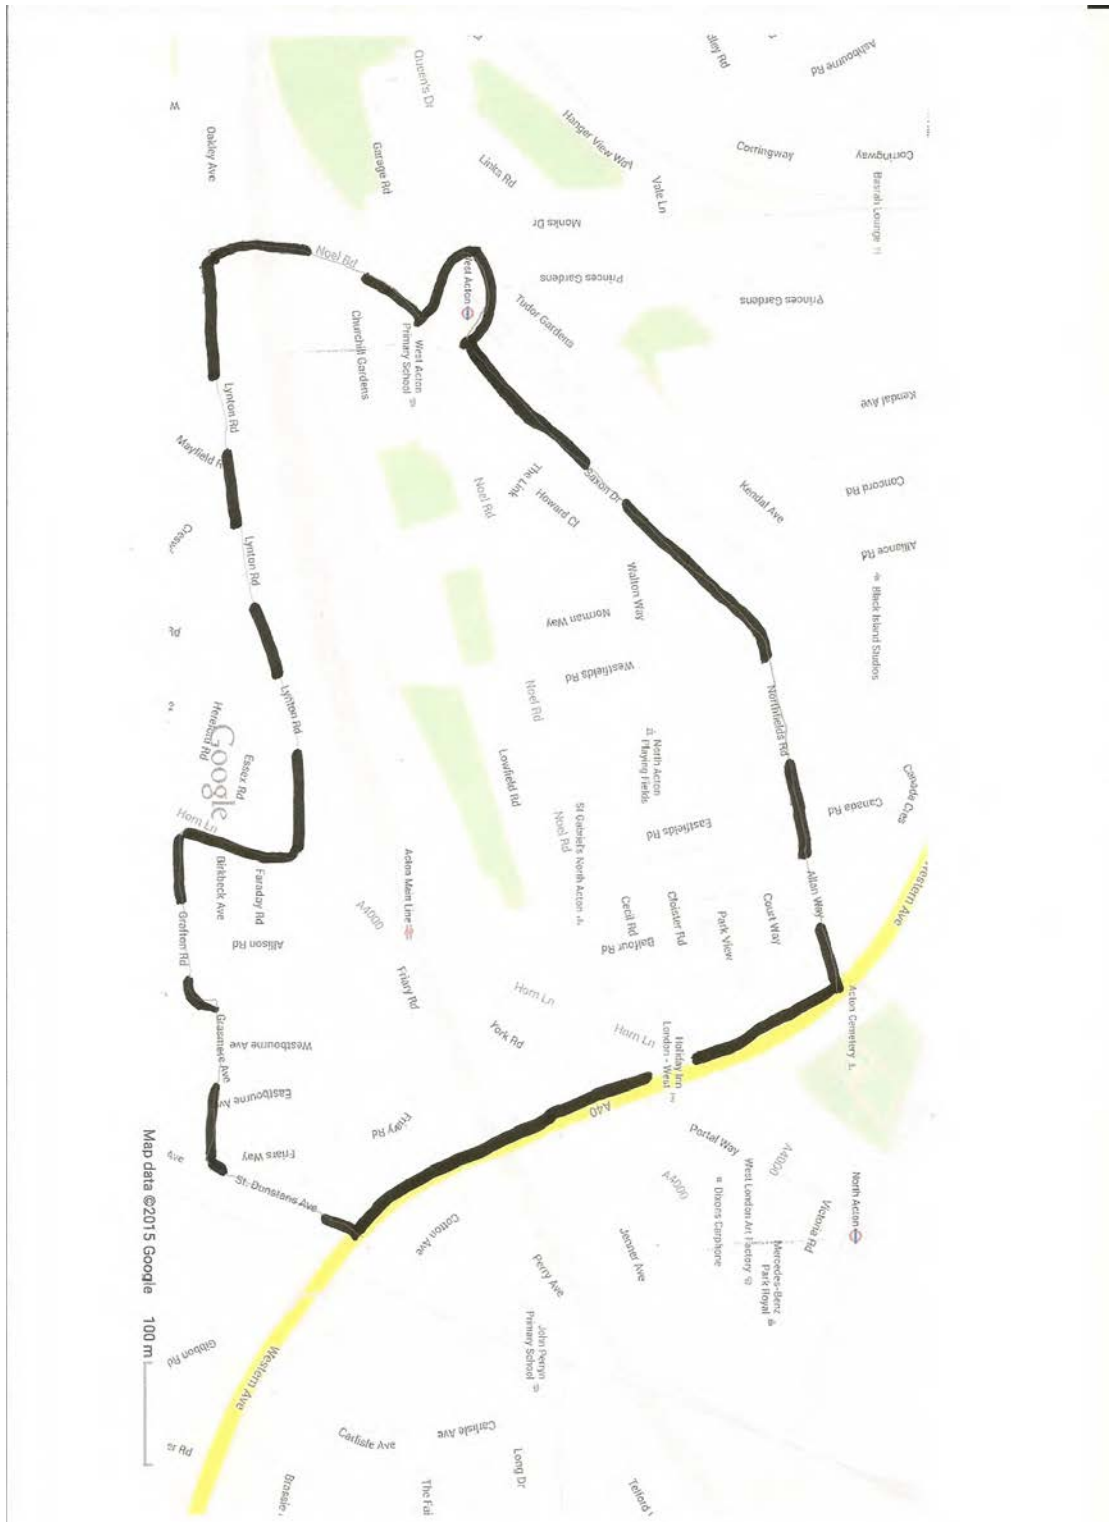 Ashbourne Rd
Queen's Dr
Oakley Ave
Garage Rd
Links Rd
Hanger View Way
Vale Ln
Corringway
Corringway
Basrah Lounge
Monks Dr
Noel Rd
West Acton
Princes Gardens
Princes Gardens
Tudor Gardens
Churchill Gardens
West Acton
Primary School
Lynton Rd
Kendal Ave
Saxon Dr
The Link
Howard Cl
Noel Rd
Kendal Ave
Concord Rd
Lynton Rd
Alliance Rd
Black Island Studios
Walton Way
Norman Way
Westfields Rd
Lynton Rd
Noel Rd
Northfields Rd
Hereford Rd
Google
Essex Rd
Lowfield Rd
North Acton
Playing Fields
Canada Cres
Canada Rd
Horn Ln
St Gabriel's North Acton
Noel Rd
Eastfields Rd
Birkbeck Ave
Faraday Rd
Acton Main Line
A4000
Allan Way
Western Ave
Grafton Rd
Allison Rd
Cecil Rd
Balfour Rd
Cloister Rd
Park View
Court Way
Friary Rd
Horn Ln
York Rd
Horn Ln
Holiday Inn
London - West
Acton Cemetery
Grasmere Ave
Westbourne Ave
Eastbourne Ave
Friary Rd
A40
Portal Way
A4000
A4000
Friars Way
St. Dunstans Ave
Dixons Carphone
West London Art Factory
Victoria Rd
North Acton
Mercedes-Benz
Park Royal
Cotton Ave
Perry Ave
Jenner Ave
John Perryn
Primary School
Gibbon Rd
Western Ave
Carlisle Ave
Carlisle Ave
Long Dr
Map data ©2015 Google
100 m